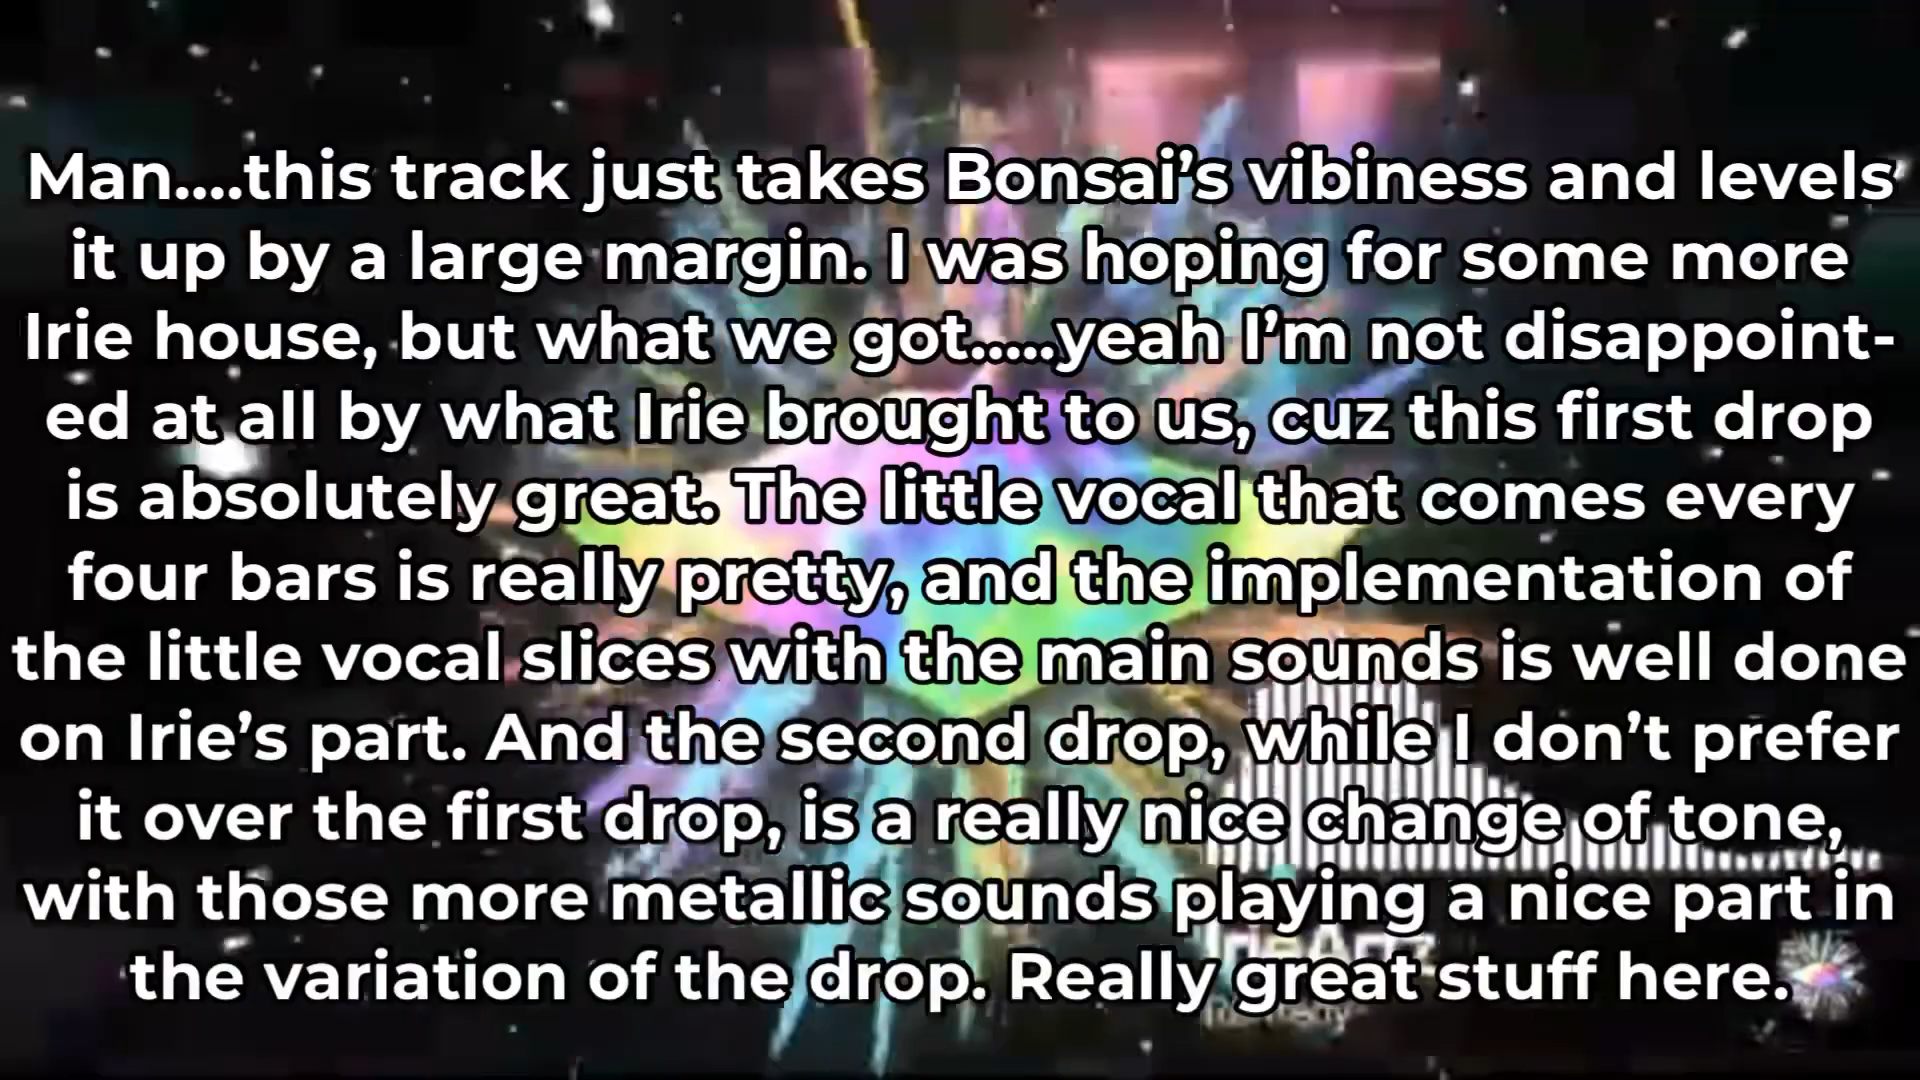 Man....this track just takes Bonsai’s vibiness and levels
it up by a large margin. I was hoping for some more
Irie house, but what we got.....yeah I’m not disappoint-
ed at all by what Irie brought to us, cuz this first drop
is absolutely great. The little vocal that comes every
four bars is really pretty, and the implementation of
the little vocal slices with the main sounds is well done
on Irie’s part. And the second drop, while I don’t prefer
it over the first drop, is a really nice change of tone,
with those more metallic sounds playing a nice part in
the variation of the drop. Really great stuff here.